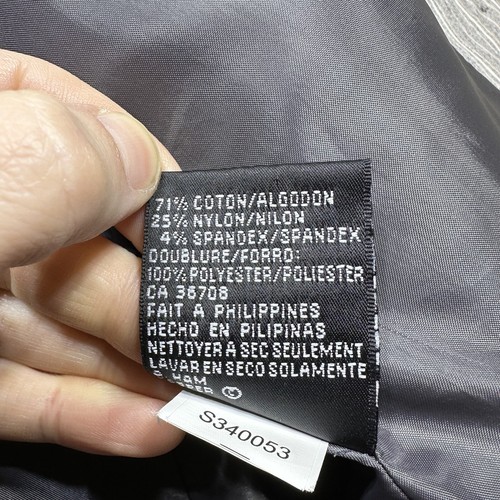 71% COTON/ALGODON
25% NYLON/NILON
4% SPANDEX/SPANDEX
DOUBLURE/FORRO:
100% POLYESTER/POLIESTER
CA 36708
FAIT A PHILIPPINES
HECHO EN PILIPINAS
NETTOYER A SEC SEULEMENT
LAVAR EN SECO SOLAMENTE
HAM
S340053